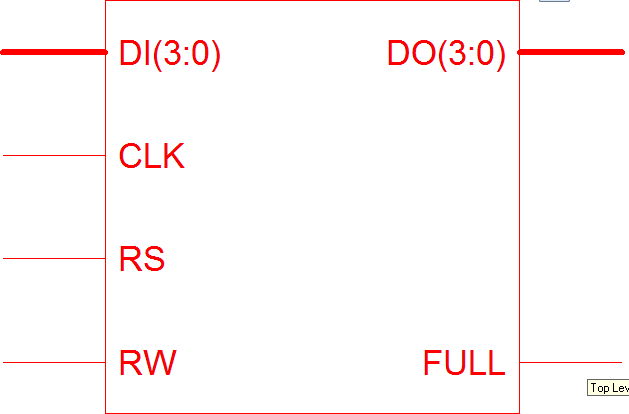 DI(3:0) DO(3:0)
CLK
RS
RW FULL
Top Lev